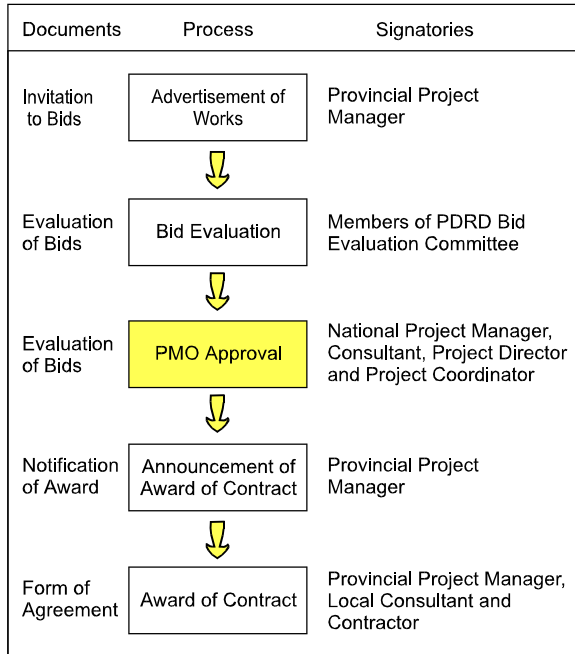 Documents Process Signatories
Invitation
to Bids
Advertisement of
Works
Provincial Project
Manager
Evaluation
of Bids
Bid Evaluation
Members of PDRD Bid
Evaluation Committee
Evaluation
of Bids
PMO Approval
National Project Manager,
Consultant, Project Director
and Project Coordinator
Notification
of Award
Announcement of
Award of Contract
Provincial Project
Manager
Form of
Agreement
Award of Contract
Provincial Project Manager,
Local Consultant and
Contractor